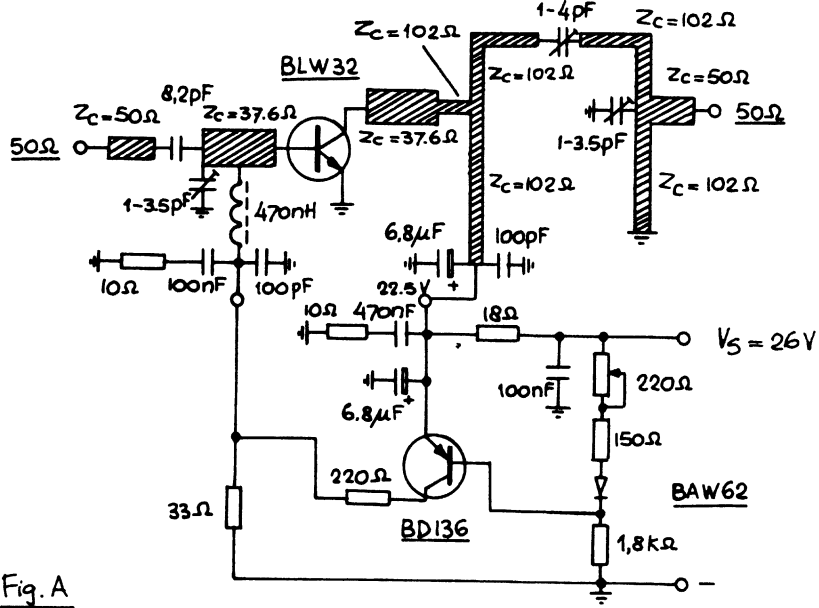 1-4pF
Zc=102Ω
Zc=102Ω
BLW32
Zc=102Ω
Zc=50Ω
8,2pF
Zc=50Ω
Zc=37.6Ω
Zc=37.6Ω
50Ω
50Ω
1-3.5pF
1-3.5pF
470nH
Zc=102Ω
Zc=102Ω
6,8μF
100pF
10Ω
100nF
100pF
22.5V
+
10Ω
470nF
18Ω
Vs=26V
100nF
220Ω
6.8μF
+
150Ω
220Ω
BAW62
33Ω
BD136
1,8kΩ
Fig. A
-